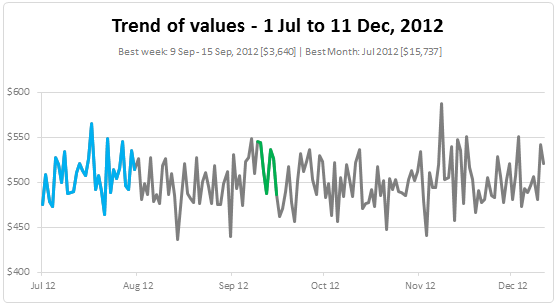 Trend of values - 1 Jul to 11 Dec, 2012
Best week: 9 Sep - 15 Sep, 2012 [$3,640] | Best Month: Jul 2012 [$15,737]
$600
$550
$500
$450
$400
Jul 12 Aug 12 Sep 12 Oct 12 Nov 12 Dec 12